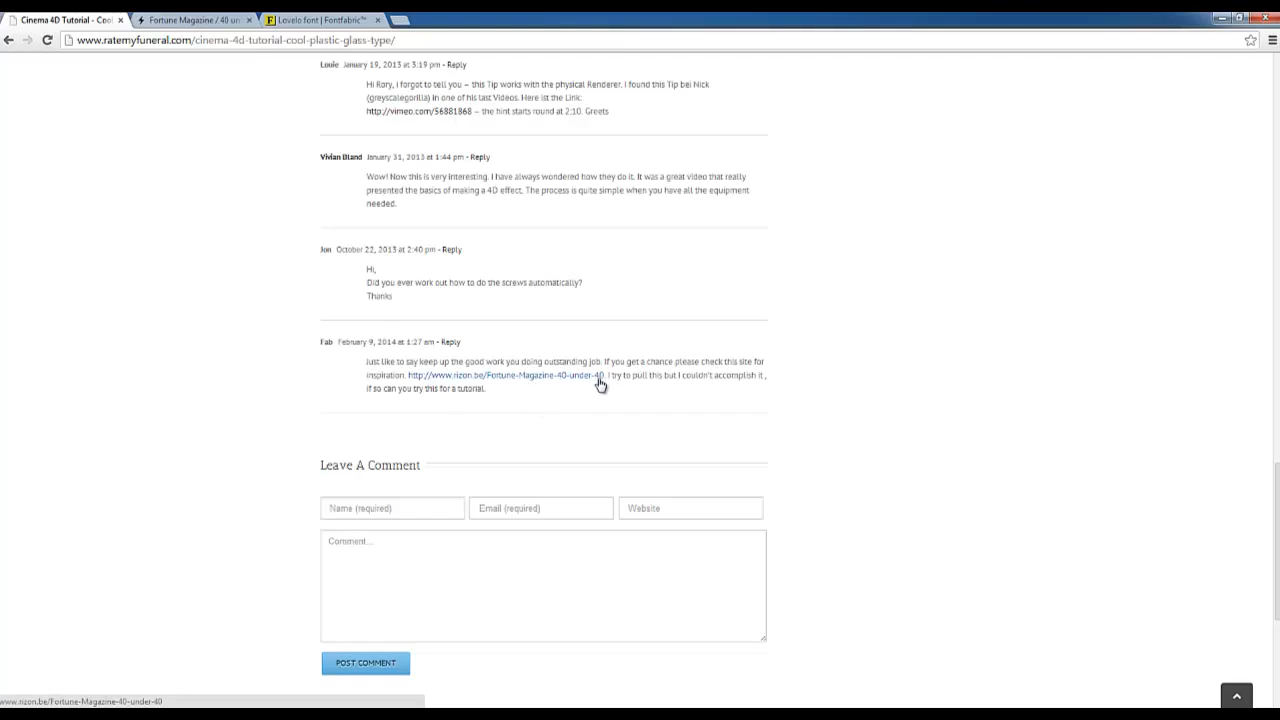 Cinema 4D Tutorial - Cool
Fortune Magazine / 40 un
Lovelo font | Fontfabric™
www.ratemyfuneral.com/cinema-4d-tutorial-cool-plastic-glass-type/
Louie January 19, 2013 at 3:19 pm - Reply
Hi Rory, i forgot to tell you – this Tip works with the physical Renderer. I found this Tip bei Nick
(greyscalegorilla) in one of his last Videos. Here ist the Link:
http://vimeo.com/56881868 – the hint starts round at 2:10. Greets
Vivian Bland January 31, 2013 at 1:44 pm - Reply
Wow! Now this is very interesting. I have always wondered how they do it. It was a great video that really
presented the basics of making a 4D effect. The process is quite simple when you have all the equipment
needed.
Jon October 22, 2013 at 2:40 pm - Reply
Hi,
Did you ever work out how to do the screws automatically?
Thanks
Fab February 9, 2014 at 1:27 am - Reply
Just like to say keep up the good work you doing outstanding job. If you get a chance please check this site for
inspiration. http://www.rizon.be/Fortune-Magazine-40-under-40. I try to pull this but I couldn't accomplish it ,
if so can you try this for a tutorial.
Leave A Comment
Name (required)
Email (required)
Website
Comment...
POST COMMENT
www.rizon.be/Fortune-Magazine-40-under-40